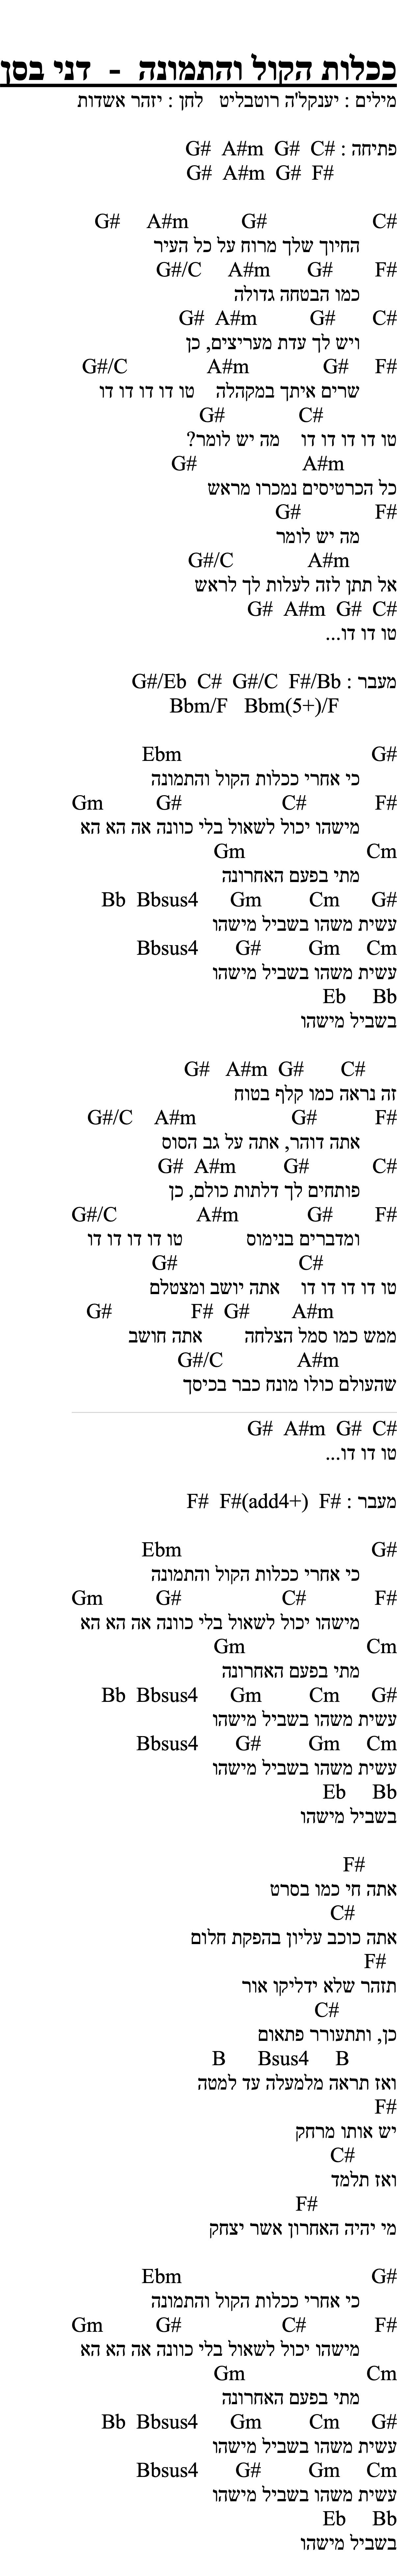 ככלות הקול והתמונה - דני בסן
מילים : יענקל'ה רוטבליט לחן : יזהר אשדות
פתיחה : G# A#m G# C#
G# A#m G# F#
G# A#m G# C#
החיוך שלך מרוח על כל העיר
G#/C A#m G# F#
כמו הבטחה גדולה
G# A#m G# C#
ויש לך עדת מעריצים, כן
G#/C A#m G# F#
שרים איתך במקהלה טו דו דו דו דו
G# C#
טו דו דו דו דו מה יש לומר?
G# A#m
כל הכרטיסים נמכרו מראש
G# F#
מה יש לומר
G#/C A#m
אל תתן לזה לעלות לך לראש
G# A#m G# C#
טו דו דו...
מעבר : G#/Eb C# G#/C F#/Bb
Bbm/F Bbm(5+)/F
Ebm G#
כי אחרי ככלות הקול והתמונה
Gm G# C# F#
מישהו יכול לשאול בלי כוונה אה הא הא
Gm Cm
מתי בפעם האחרונה
Bb Bbsus4 Gm Cm G#
עשית משהו בשביל מישהו
Bbsus4 G# Gm Cm
עשית משהו בשביל מישהו
Eb Bb
בשביל מישהו
G# A#m G# C#
זה נראה כמו קלף בטוח
G#/C A#m G# F#
אתה דוהר, אתה על גב הסוס
G# A#m G# C#
פותחים לך דלתות כולם, כן
G#/C A#m G# F#
ומדברים בנימוס טו דו דו דו דו
G# C#
טו דו דו דו דו אתה יושב ומצטלם
G# F# G# A#m
ממש כמו סמל הצלחה אתה חושב
G#/C A#m
שהעולם כולו מונח כבר בכיסך
G# A#m G# C#
טו דו דו...
מעבר : F# F#(add4+) F#
Ebm G#
כי אחרי ככלות הקול והתמונה
Gm G# C# F#
מישהו יכול לשאול בלי כוונה אה הא הא
Gm Cm
מתי בפעם האחרונה
Bb Bbsus4 Gm Cm G#
עשית משהו בשביל מישהו
Bbsus4 G# Gm Cm
עשית משהו בשביל מישהו
Eb Bb
בשביל מישהו
F#
אתה חי כמו בסרט
C#
אתה כוכב עליון בהפקת חלום
F#
תזהר שלא ידליקו אור
C#
כן, ותתעורר פתאום
B Bsus4 B
ואז תראה מלמעלה עד למטה
F#
יש אותו מרחק
C#
ואז תלמד
F#
מי יהיה האחרון אשר יצחק
Ebm G#
כי אחרי ככלות הקול והתמונה
Gm G# C# F#
מישהו יכול לשאול בלי כוונה אה הא הא
Gm Cm
מתי בפעם האחרונה
Bb Bbsus4 Gm Cm G#
עשית משהו בשביל מישהו
Bbsus4 G# Gm Cm
עשית משהו בשביל מישהו
Eb Bb
בשביל מישהו